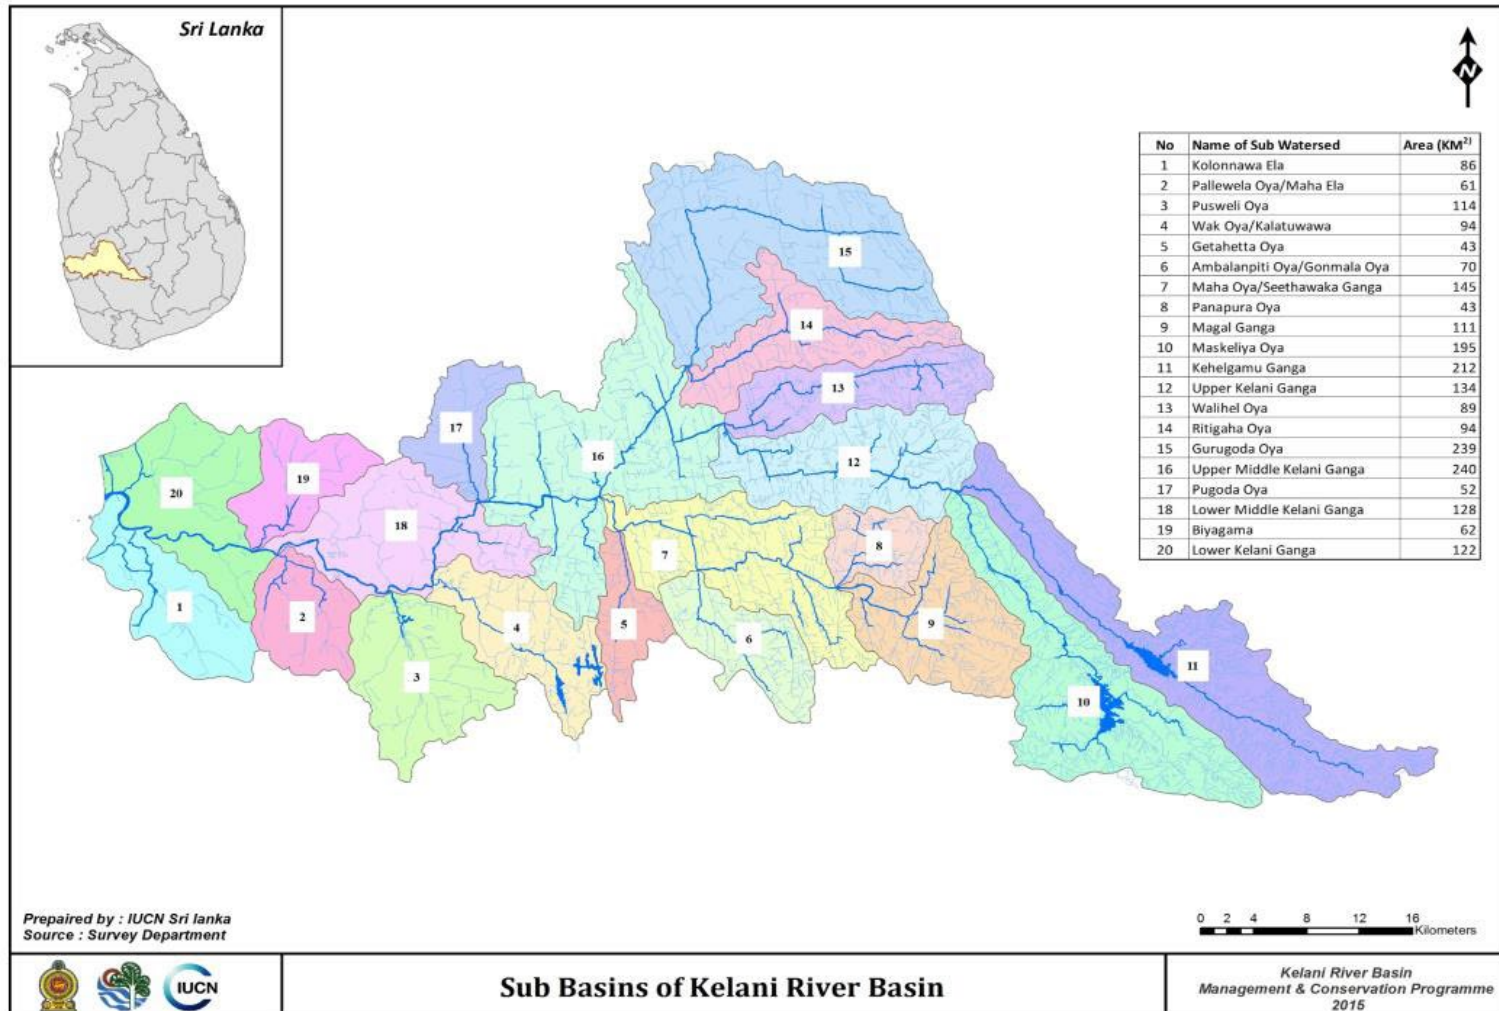 Sri Lanka
N
No Name of Sub Watersed Area (KM2)
1 Kolonnawa Ela 86
2 Pallewela Oya/Maha Ela 61
3 Pusweli Oya 114
4 Wak Oya/Kalatuwawa 94
5 Getahetta Oya 43
6 Ambalanpiti Oya/Gonmala Oya 70
7 Maha Oya/Seethawaka Ganga 145
8 Panapura Oya 43
9 Magal Ganga 111
10 Maskeliya Oya 195
11 Kehelgamu Ganga 212
12 Upper Kelani Ganga 134
13 Walihel Oya 89
14 Ritigaha Oya 94
15 Gurugoda Oya 239
16 Upper Middle Kelani Ganga 240
17 Pugoda Oya 52
18 Lower Middle Kelani Ganga 128
19 Biyagama 62
20 Lower Kelani Ganga 122
15
14
13
17
16
12
19
20
18
7
8
1
2
4
5
6
9
3
11
10
Prepaired by : IUCN Sri lanka
Source : Survey Department
0 2 4 8 12 16
Kilometers
IUCN
Sub Basins of Kelani River Basin
Kelani River Basin
Management & Conservation Programme
2015